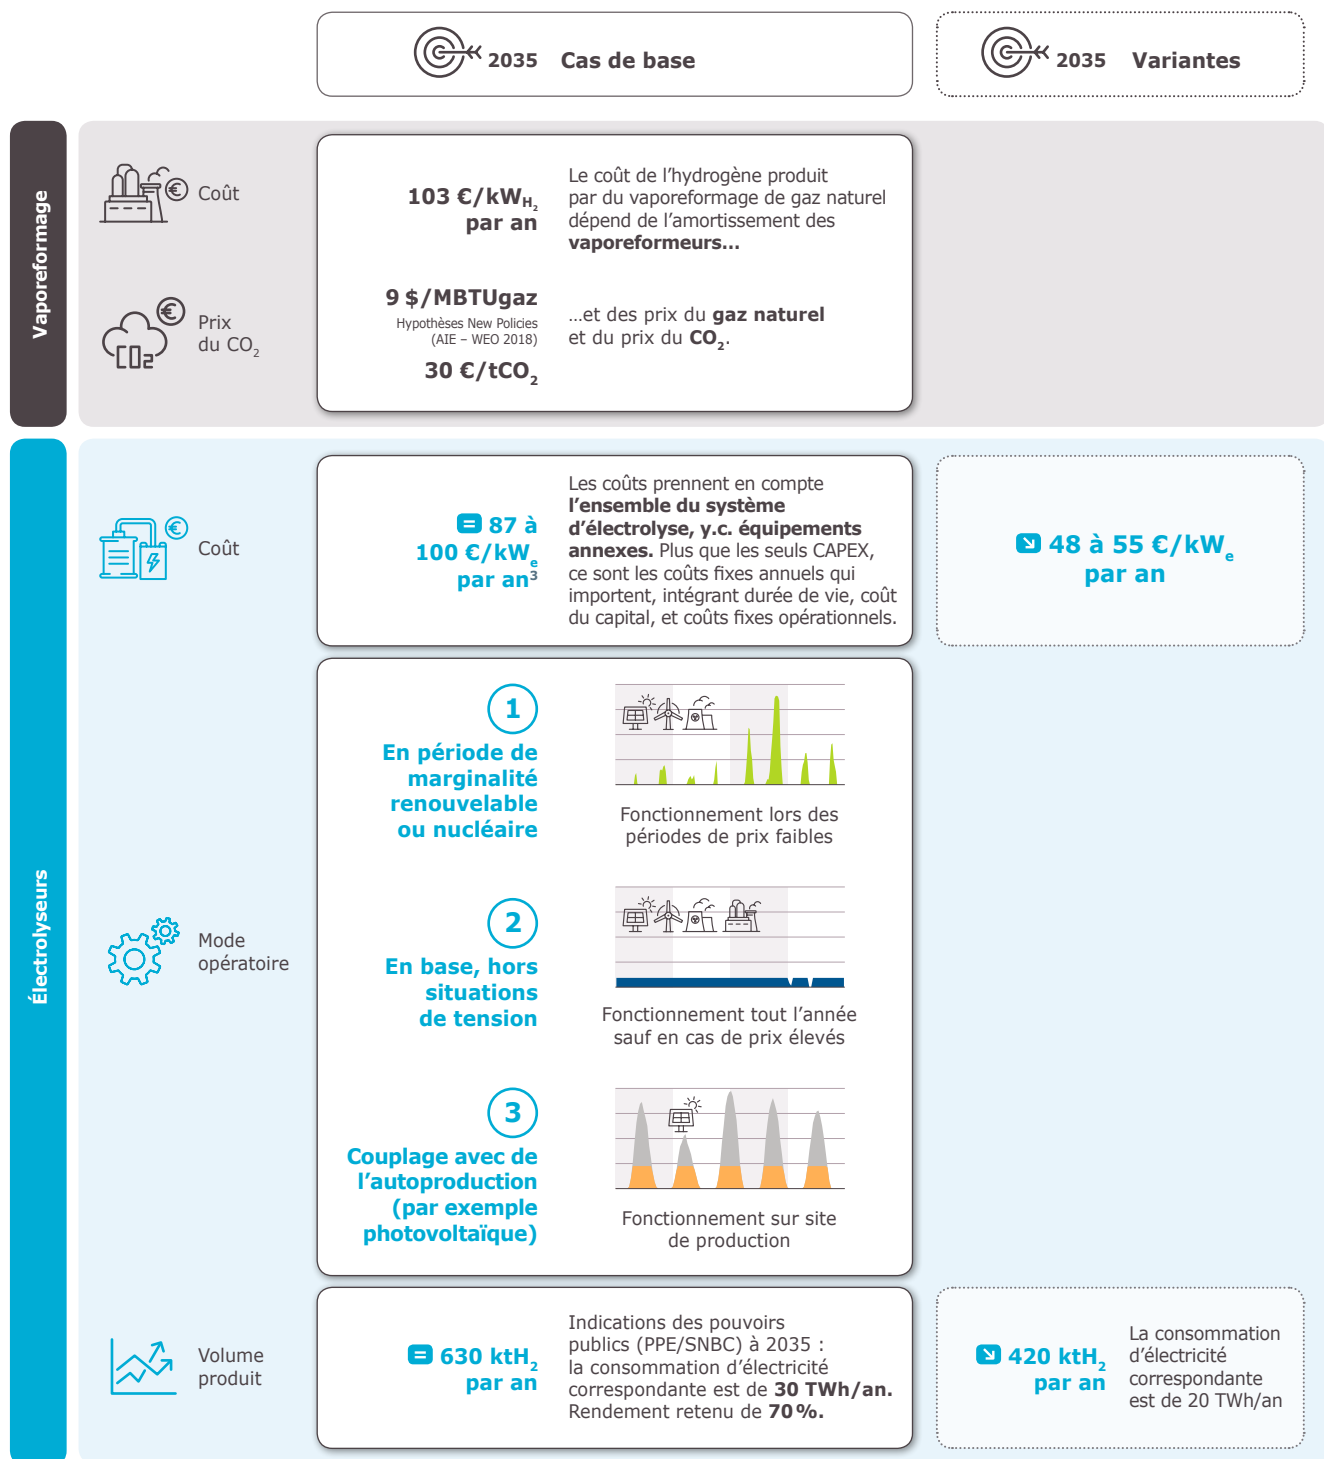 2035 Cas de base
2035 Variantes
Vaporeformage
Coût
103 €/kWH₂
par an
Le coût de l’hydrogène produit
par du vaporeformage de gaz naturel
dépend de l’amortissement des
vaporeformeurs…
Prix
du CO₂
9 $/MBTUgaz
Hypothèses New Policies
(AIE – WEO 2018)
30 €/tCO₂
…et des prix du gaz naturel
et du prix du CO₂.
CO₂
Électrolyseurs
Coût
= 87 à
100 €/kWₑ
par an³
Les coûts prennent en compte
l’ensemble du système
d’électrolyse, y.c. équipements
annexes. Plus que les seuls CAPEX,
ce sont les coûts fixes annuels qui
importent, intégrant durée de vie, coût
du capital, et coûts fixes opérationnels.
48 à 55 €/kWₑ
par an
Mode
opératoire
1
En période de
marginalité
renouvelable
ou nucléaire
Fonctionnement lors des
périodes de prix faibles
2
En base, hors
situations
de tension
Fonctionnement tout l’année
sauf en cas de prix élevés
3
Couplage avec de
l’autoproduction
(par exemple
photovoltaïque)
Fonctionnement sur site
de production
Volume
produit
= 630 ktH₂
par an
Indications des pouvoirs
publics (PPE/SNBC) à 2035 :
la consommation d’électricité
correspondante est de 30 TWh/an.
Rendement retenu de 70 %.
420 ktH₂
par an
La consommation
d’électricité
correspondante
est de 20 TWh/an